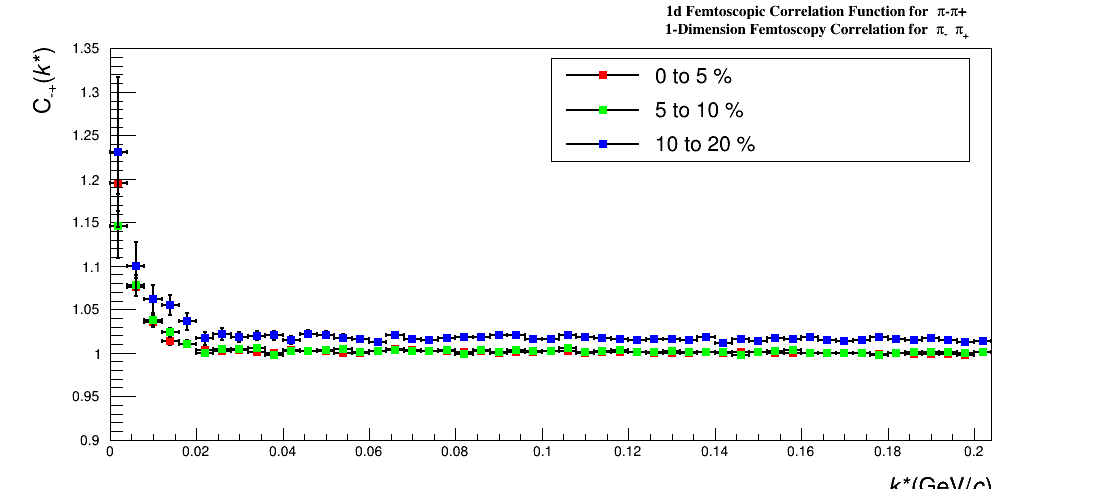 1d Femtoscopic Correlation Function for π-π+
1-Dimension Femtoscopy Correlation for π- π+
C-+(k*)
1.35
1.3
1.25
1.2
1.15
1.1
1.05
1
0.95
0.9
0 to 5 %
5 to 10 %
10 to 20 %
0 0.02 0.04 0.06 0.08 0.1 0.12 0.14 0.16 0.18 0.2
k*(GeV/c)